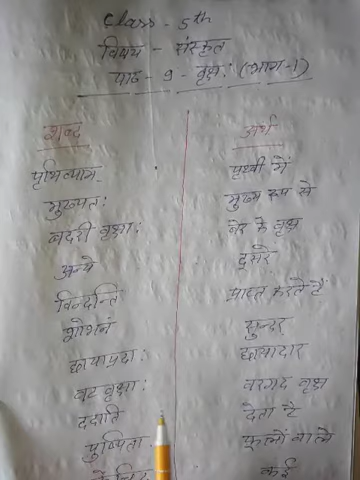 Class - 5th
विषय - संस्कृत
पाठ - 9 - वृक्ष: (भाग-1)
शब्द अर्थ
पृथिव्याम पृथ्वी में
मुख्यत: मुख्य रूप से
बदरी वृक्षा: बेर के वृक्ष
अन्ये दूसरे
विन्दन्ति प्राप्त करते हैं
शोभनं सुन्दर
छायाप्रदा: छायादार
वट वृक्षा: बरगद वृक्ष
ददाति देता है
पुष्पिता फूलों वाले
केचित कई